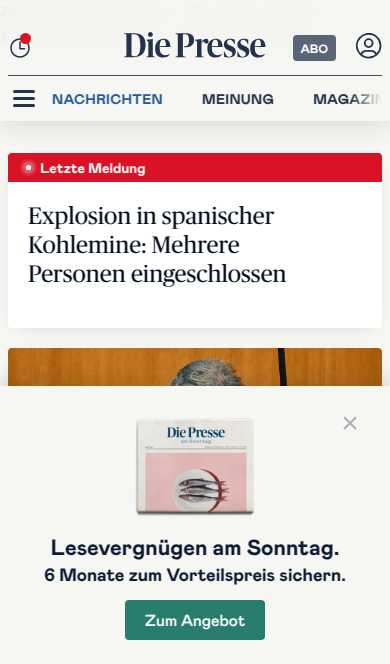 Die Presse
ABO
NACHRICHTEN MEINUNG MAGAZIN
Letzte Meldung
Explosion in spanischer
Kohlemine: Mehrere
Personen eingeschlossen
Die Presse
am Sonntag
Lesevergnügen am Sonntag.
6 Monate zum Vorteilspreis sichern.
Zum Angebot